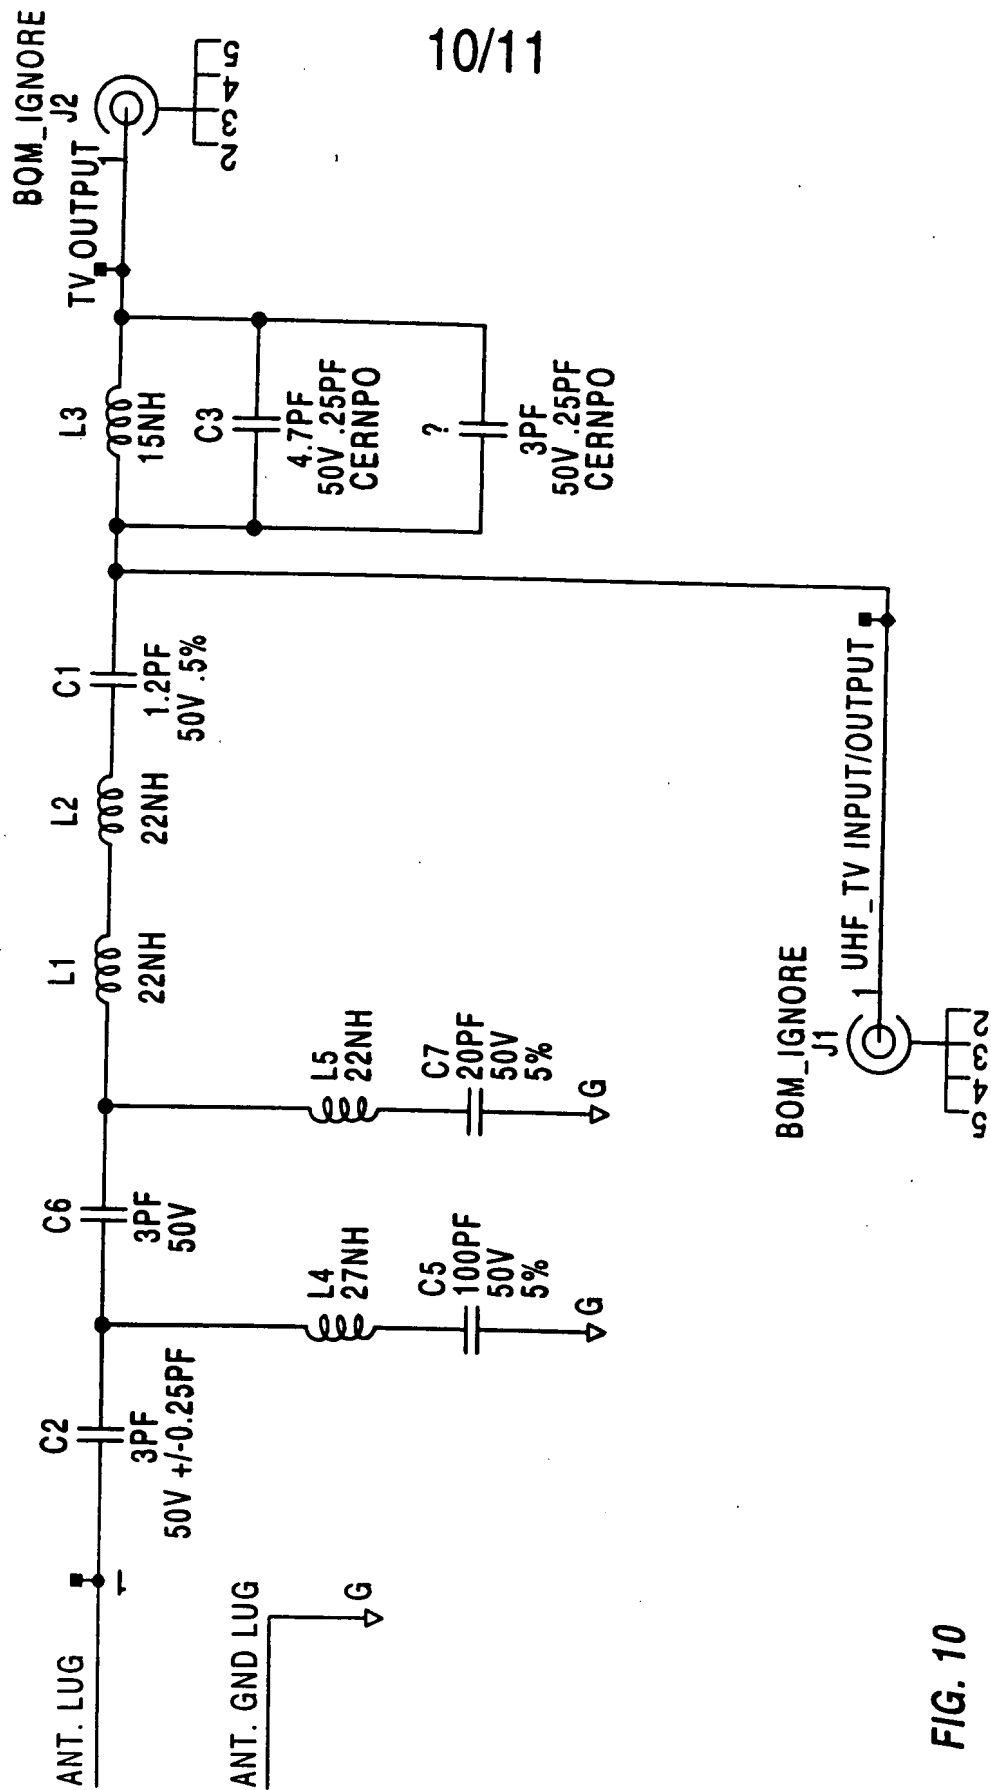 10/11
ANT. LUG
1
C2
3PF
50V +/-0.25PF
ANT. GND LUG
G
L4
27NH
C5
100PF
50V
5%
G
C6
3PF
50V
L5
22NH
C7
20PF
50V
5%
G
L1
22NH
L2
22NH
C1
1.2PF
50V .5%
L3
15NH
C3
4.7PF
50V .25PF
CERNPO
?
3PF
50V .25PF
CERNPO
TV_OUTPUT
1
BOM_IGNORE
J2
2
3
4
5
BOM_IGNORE
J1
1
UHF_TV INPUT/OUTPUT
5
4
3
2
FIG. 10